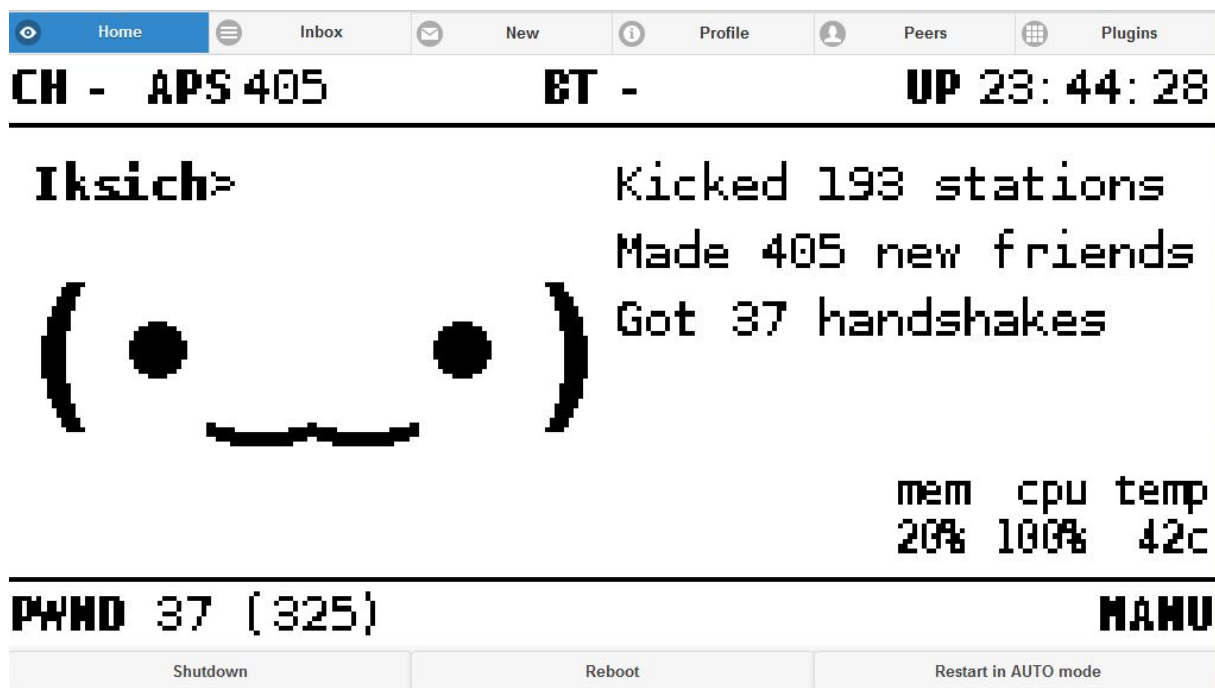 Home Inbox New Profile Peers Plugins
CH - APS 405 BT - UP 23:44:28
Iksich>
Kicked 193 stations
Made 405 new friends
Got 37 handshakes
mem cpu temp
20% 100% 42c
PWND 37 (325) MANU
Shutdown Reboot Restart in AUTO mode